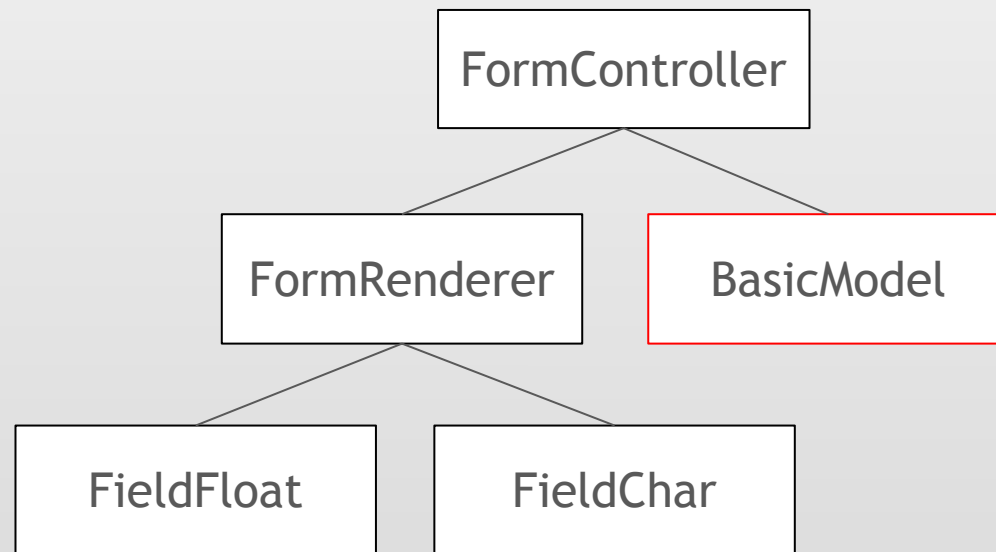 FormController
FormRenderer
BasicModel
FieldFloat
FieldChar